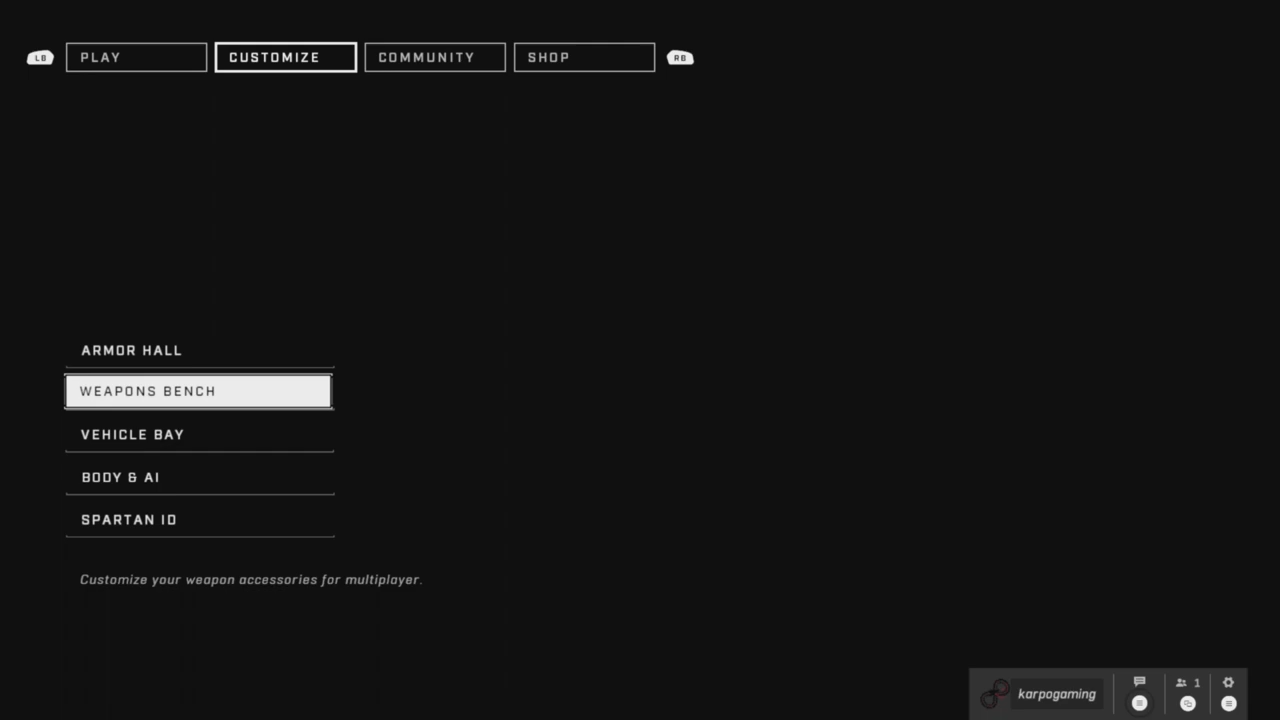 LB PLAY CUSTOMIZE COMMUNITY SHOP RB
ARMOR HALL
WEAPONS BENCH
VEHICLE BAY
BODY & AI
SPARTAN ID
Customize your weapon accessories for multiplayer.
karpogaming 1